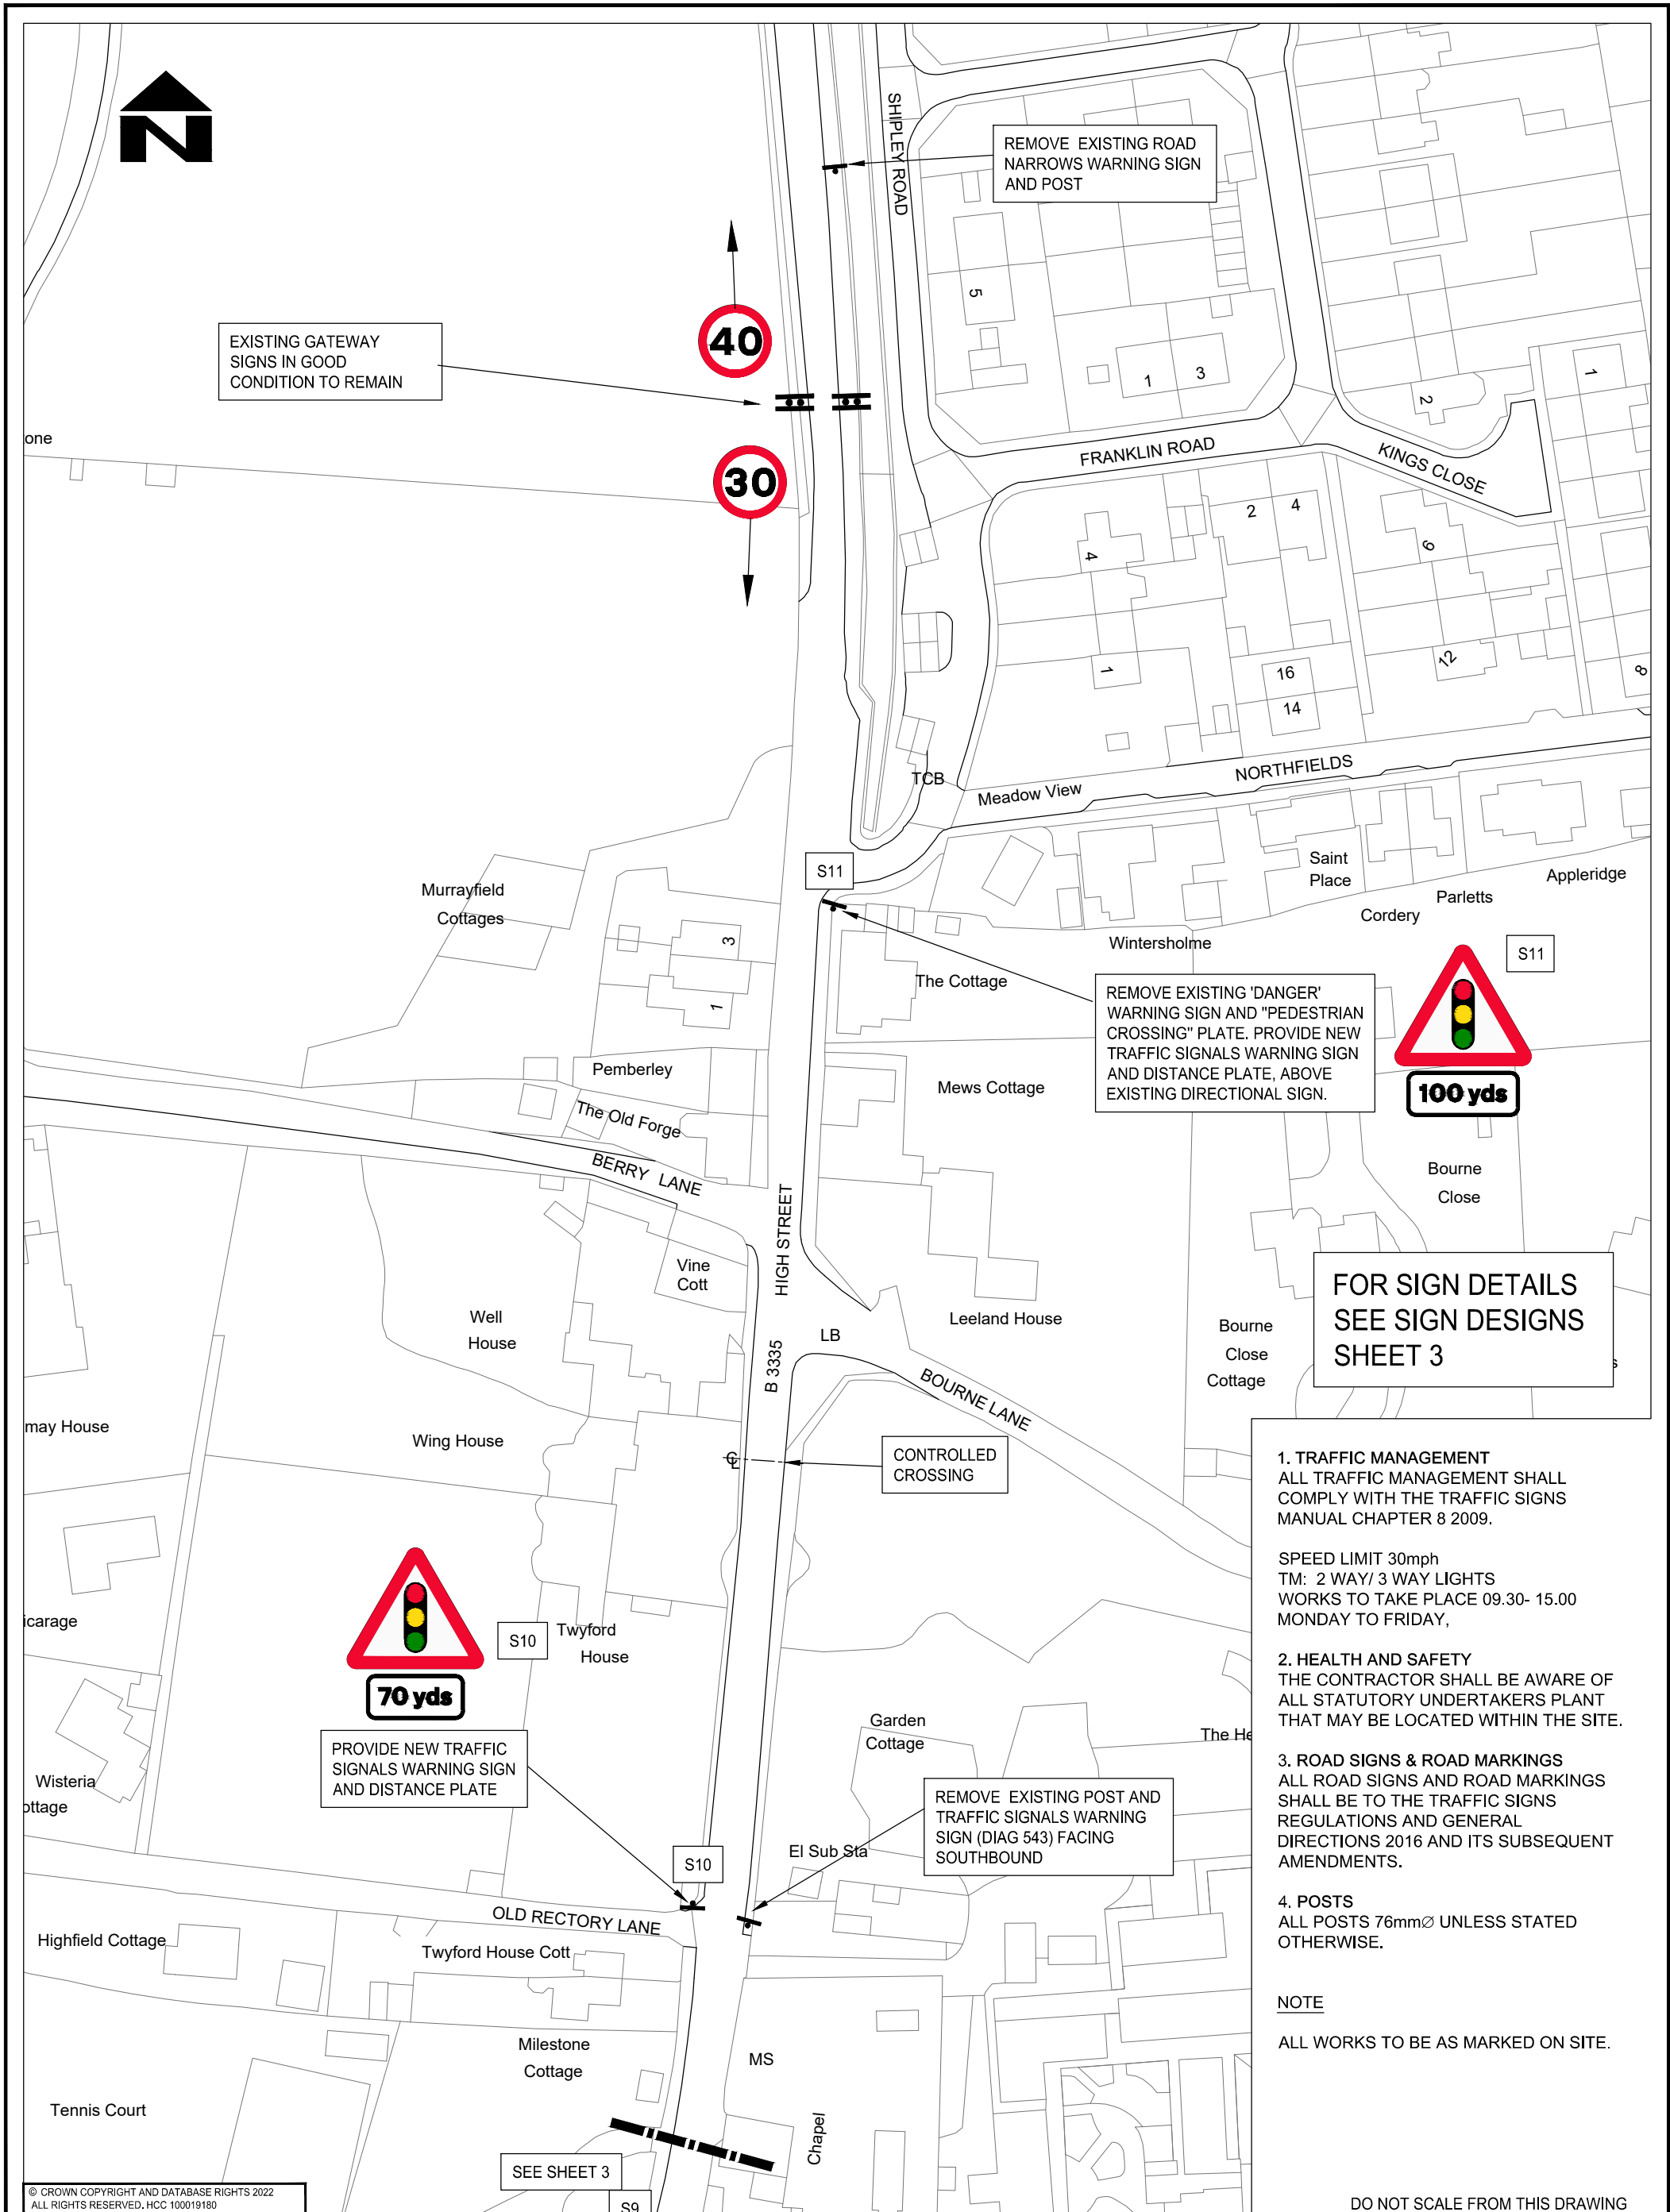 N
SHIPLEY ROAD
REMOVE EXISTING ROAD
NARROWS WARNING SIGN
AND POST
5
40
EXISTING GATEWAY
SIGNS IN GOOD
CONDITION TO REMAIN
1
3
1
2
one
30
FRANKLIN ROAD
KINGS CLOSE
2
4
4
6
1
16
14
12
8
TCB
Meadow View
NORTHFIELDS
S11
Saint
Place
Appleridge
Parletts
Cordery
Murrayfield
Cottages
3
1
Wintersholme
S11
The Cottage
REMOVE EXISTING 'DANGER'
WARNING SIGN AND "PEDESTRIAN
CROSSING" PLATE. PROVIDE NEW
TRAFFIC SIGNALS WARNING SIGN
AND DISTANCE PLATE, ABOVE
EXISTING DIRECTIONAL SIGN.
100 yds
Pemberley
Mews Cottage
The Old Forge
BERRY LANE
Bourne
Close
HIGH STREET
Vine
Cott
Well
House
Leeland House
LB
B 3335
Bourne
Close
Cottage
FOR SIGN DETAILS
SEE SIGN DESIGNS
SHEET 3
s
BOURNE LANE
may House
Wing House
CL
CONTROLLED
CROSSING
1. TRAFFIC MANAGEMENT
ALL TRAFFIC MANAGEMENT SHALL
COMPLY WITH THE TRAFFIC SIGNS
MANUAL CHAPTER 8 2009.
SPEED LIMIT 30mph
TM: 2 WAY/ 3 WAY LIGHTS
WORKS TO TAKE PLACE 09.30- 15.00
MONDAY TO FRIDAY,
2. HEALTH AND SAFETY
THE CONTRACTOR SHALL BE AWARE OF
ALL STATUTORY UNDERTAKERS PLANT
THAT MAY BE LOCATED WITHIN THE SITE.
3. ROAD SIGNS & ROAD MARKINGS
ALL ROAD SIGNS AND ROAD MARKINGS
SHALL BE TO THE TRAFFIC SIGNS
REGULATIONS AND GENERAL
DIRECTIONS 2016 AND ITS SUBSEQUENT
AMENDMENTS.
4. POSTS
ALL POSTS 76mmØ UNLESS STATED
OTHERWISE.
NOTE
ALL WORKS TO BE AS MARKED ON SITE.
icarage
S10
Twyford
House
70 yds
PROVIDE NEW TRAFFIC
SIGNALS WARNING SIGN
AND DISTANCE PLATE
Garden
Cottage
The He
Wisteria
ottage
REMOVE EXISTING POST AND
TRAFFIC SIGNALS WARNING
SIGN (DIAG 543) FACING
SOUTHBOUND
El Sub Sta
S10
OLD RECTORY LANE
Highfield Cottage
Twyford House Cott
Milestone
Cottage
MS
Tennis Court
Chapel
SEE SHEET 3
S9
© CROWN COPYRIGHT AND DATABASE RIGHTS 2022
ALL RIGHTS RESERVED. HCC 100019180
DO NOT SCALE FROM THIS DRAWING